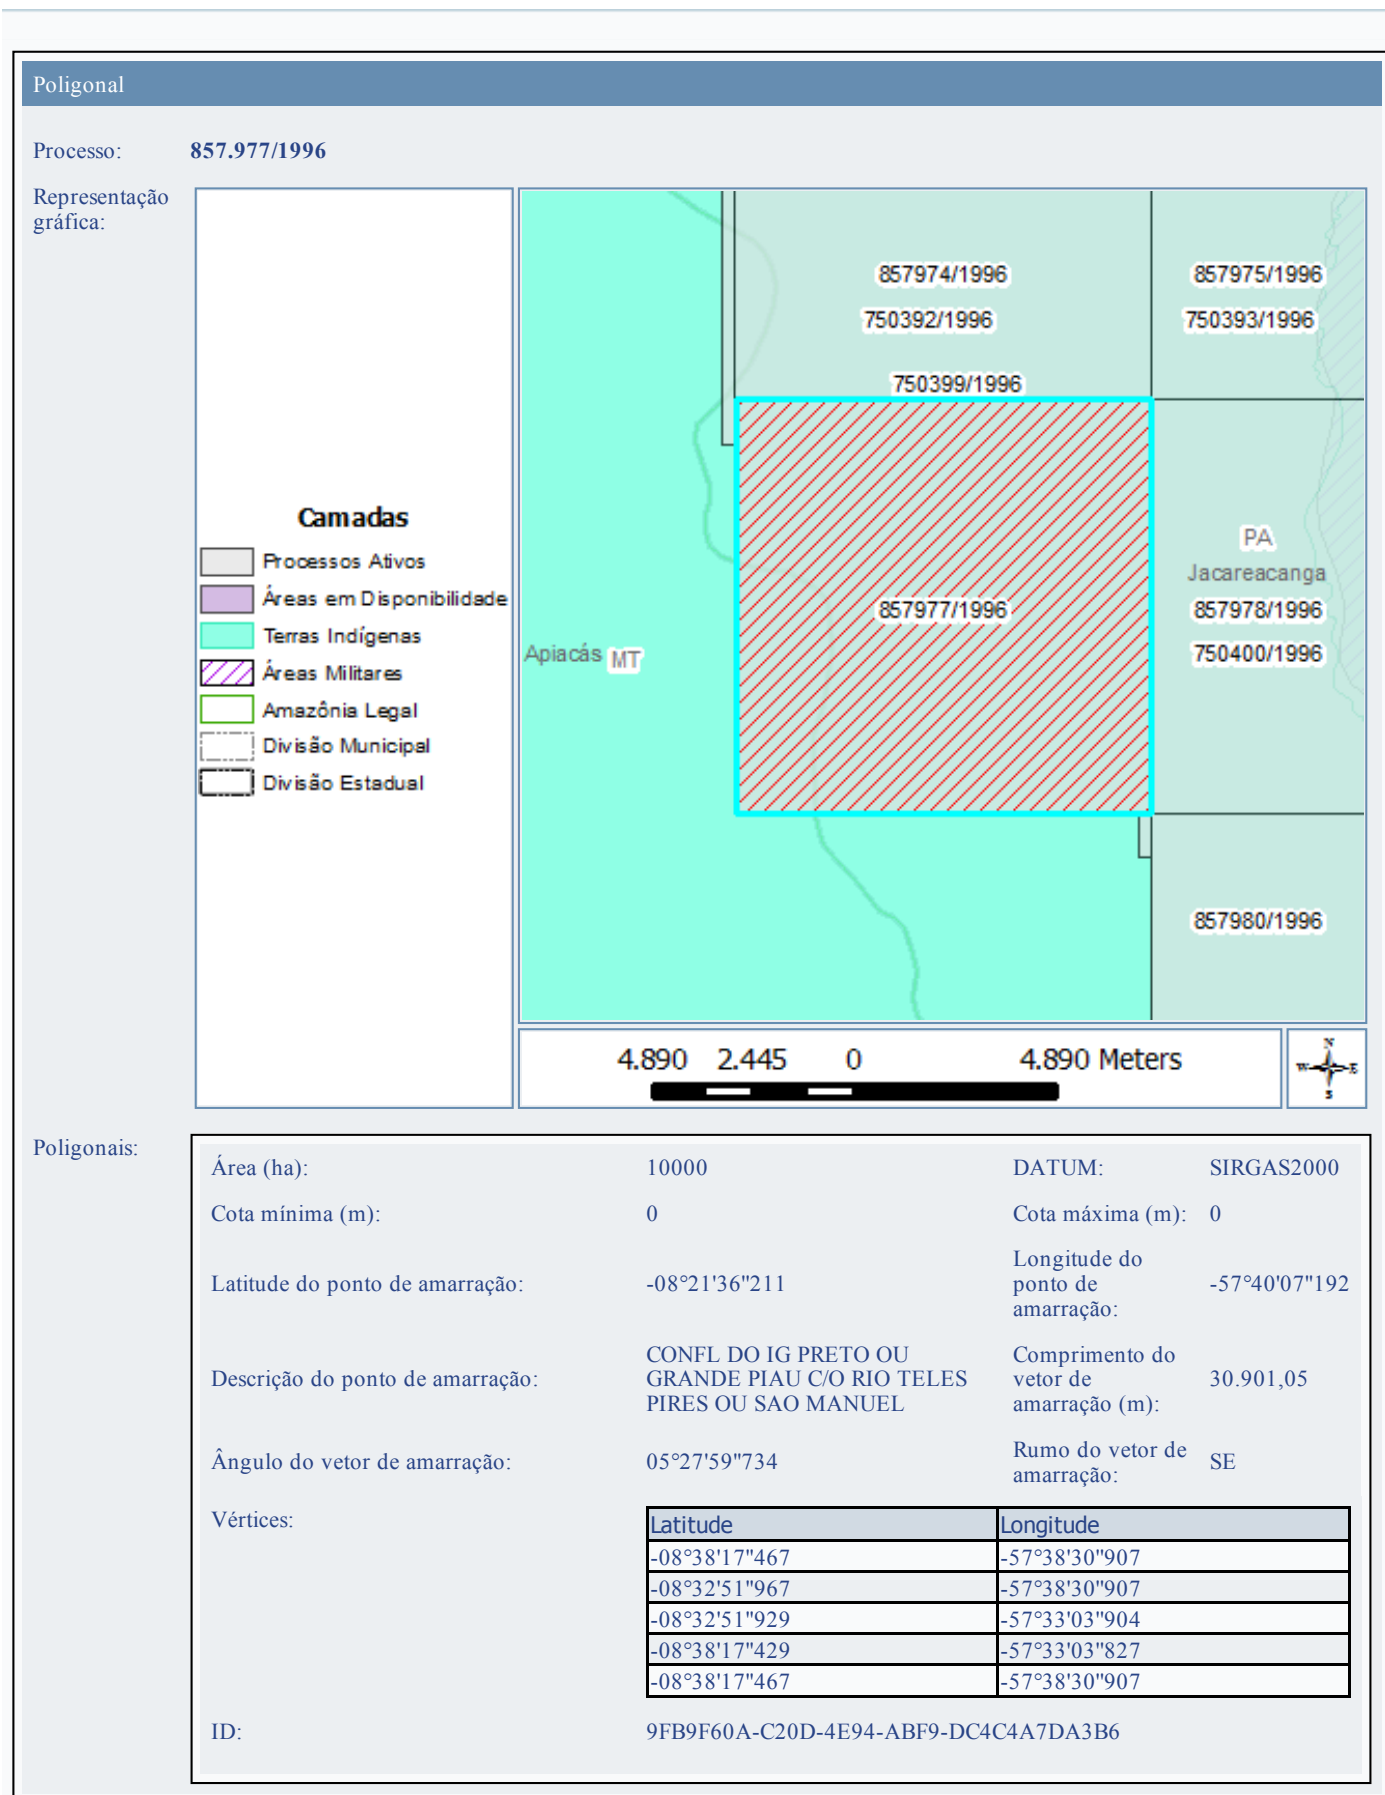 Poligonal
Processo: 857.977/1996
Representação
gráfica:
Camadas
Processos Ativos
Áreas em Disponibilidade
Terras Indígenas
Áreas Militares
Amazônia Legal
Divisão Municipal
Divisão Estadual
857974/1996
857975/1996
750392/1996
750393/1996
750399/1996
PA
Jacareacanga
857977/1996
857978/1996
Apiacás MT
750400/1996
857980/1996
4.890 2.445 0 4.890 Meters
N
W E
S
Poligonais:
Área (ha): 10000 DATUM: SIRGAS2000
Cota mínima (m): 0 Cota máxima (m): 0
Latitude do ponto de amarração: -08°21'36"211
Longitude do
ponto de
amarração:
-57°40'07"192
Descrição do ponto de amarração:
CONFL DO IG PRETO OU
GRANDE PIAU C/O RIO TELES
PIRES OU SAO MANUEL
Comprimento do
vetor de
amarração (m):
30.901,05
Ângulo do vetor de amarração: 05°27'59"734
Rumo do vetor de
amarração:
SE
Vértices:
Latitude Longitude
-08°38'17"467 -57°38'30"907
-08°32'51"967 -57°38'30"907
-08°32'51"929 -57°33'03"904
-08°38'17"429 -57°33'03"827
-08°38'17"467 -57°38'30"907
ID: 9FB9F60A-C20D-4E94-ABF9-DC4C4A7DA3B6